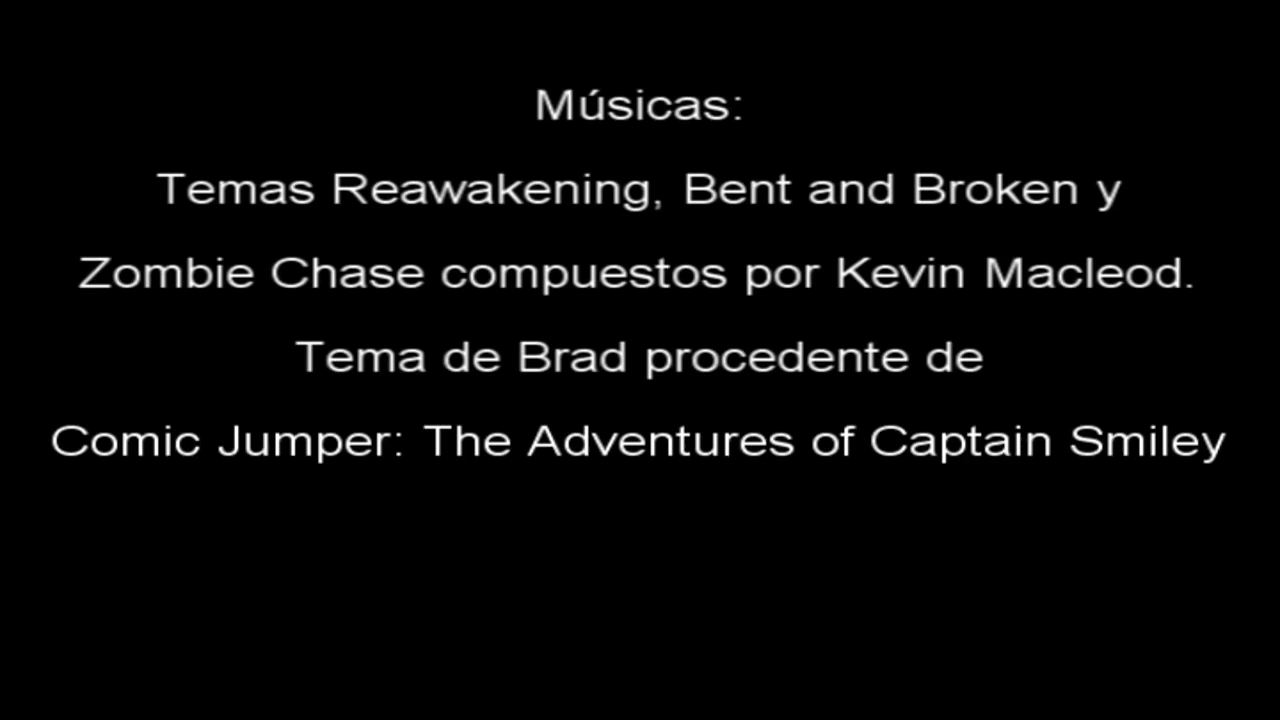 Músicas:
Temas Reawakening, Bent and Broken y
Zombie Chase compuestos por Kevin Macleod.
Tema de Brad procedente de
Comic Jumper: The Adventures of Captain Smiley